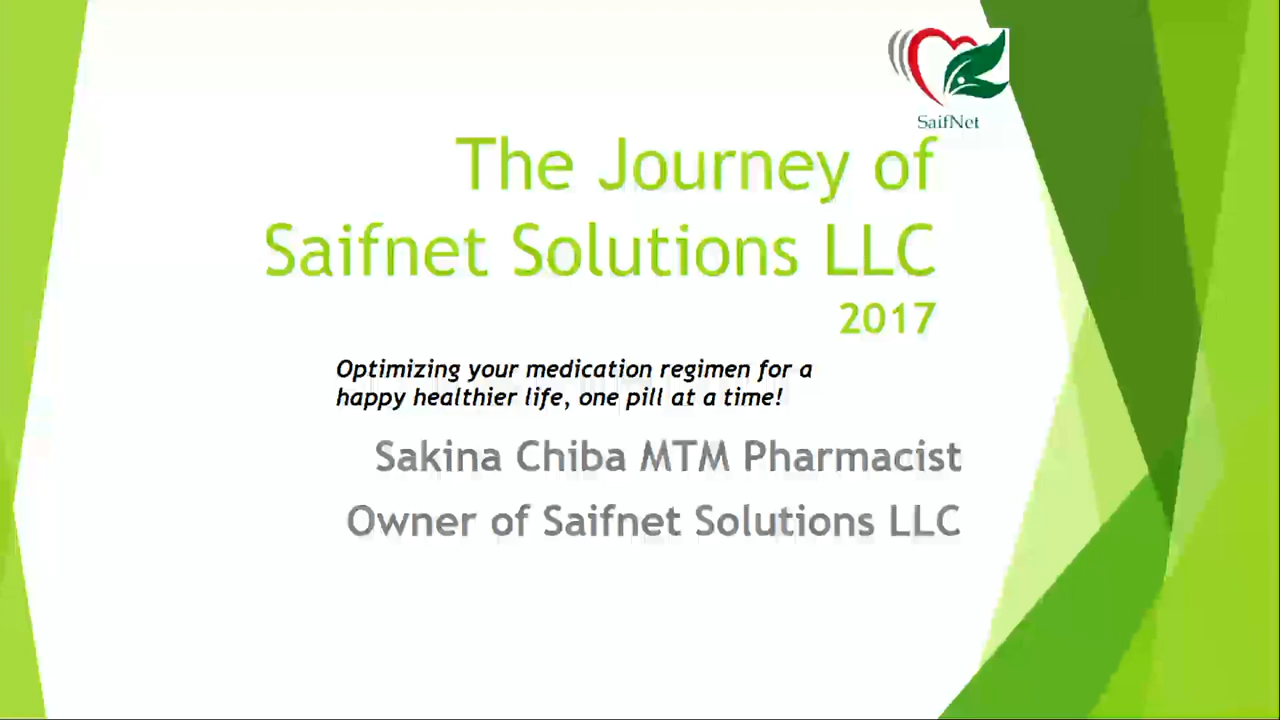 SaifNet
The Journey of
Saifnet Solutions LLC
2017
Optimizing your medication regimen for a
happy healthier life, one pill at a time!
Sakina Chiba MTM Pharmacist
Owner of Saifnet Solutions LLC